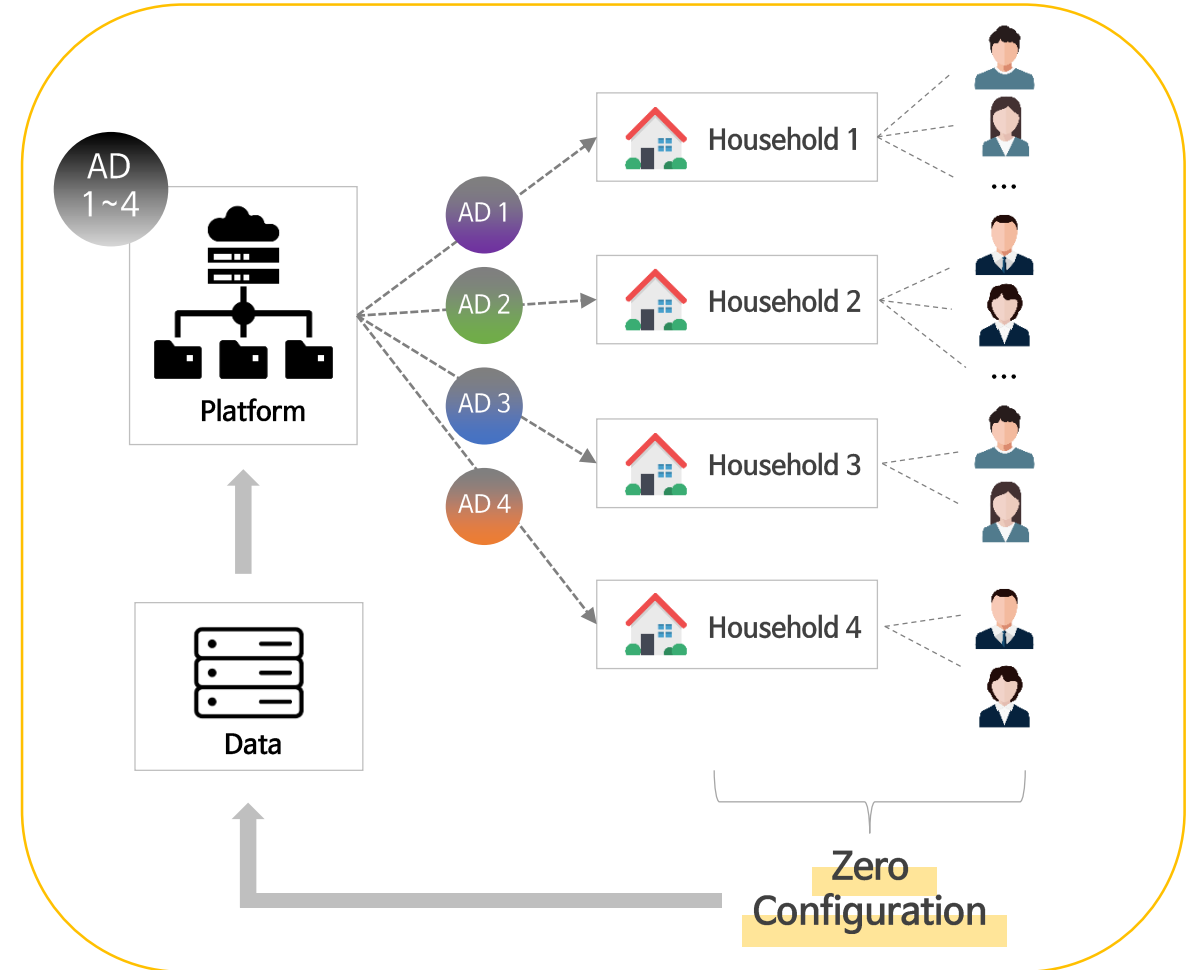 AD
1~4
Platform
AD 1
AD 2
AD 3
AD 4
Household 1
...
Household 2
...
Household 3
Household 4
Data
Zero
Configuration